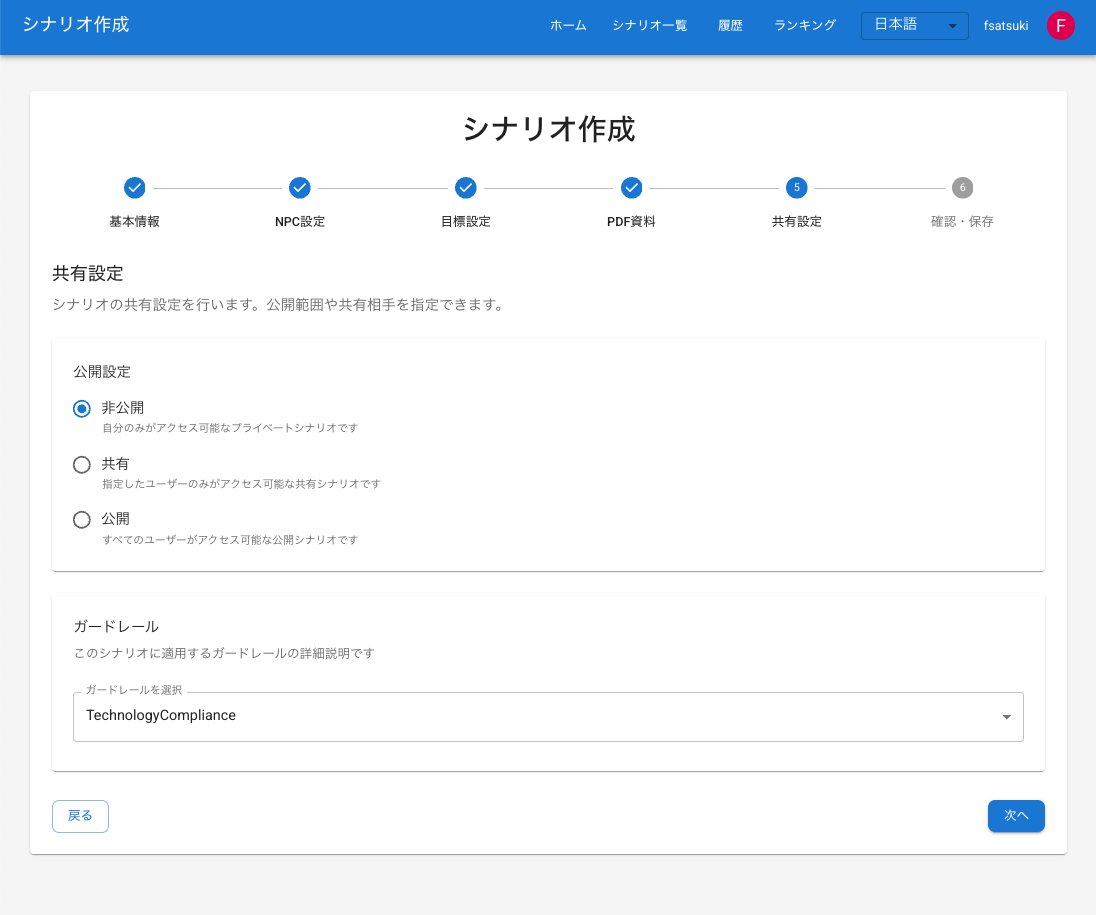 シナリオ作成
ホーム シナリオ一覧 履歴 ランキング 日本語 fsatsuki F
シナリオ作成
5 6
基本情報 NPC設定 目標設定 PDF資料 共有設定 確認・保存
共有設定
シナリオの共有設定を行います。公開範囲や共有相手を指定できます。
公開設定
非公開
自分のみがアクセス可能なプライベートシナリオです
共有
指定したユーザーのみがアクセス可能な共有シナリオです
公開
すべてのユーザーがアクセス可能な公開シナリオです
ガードレール
このシナリオに適用するガードレールの詳細説明です
ガードレールを選択
TechnologyCompliance
戻る 次へ